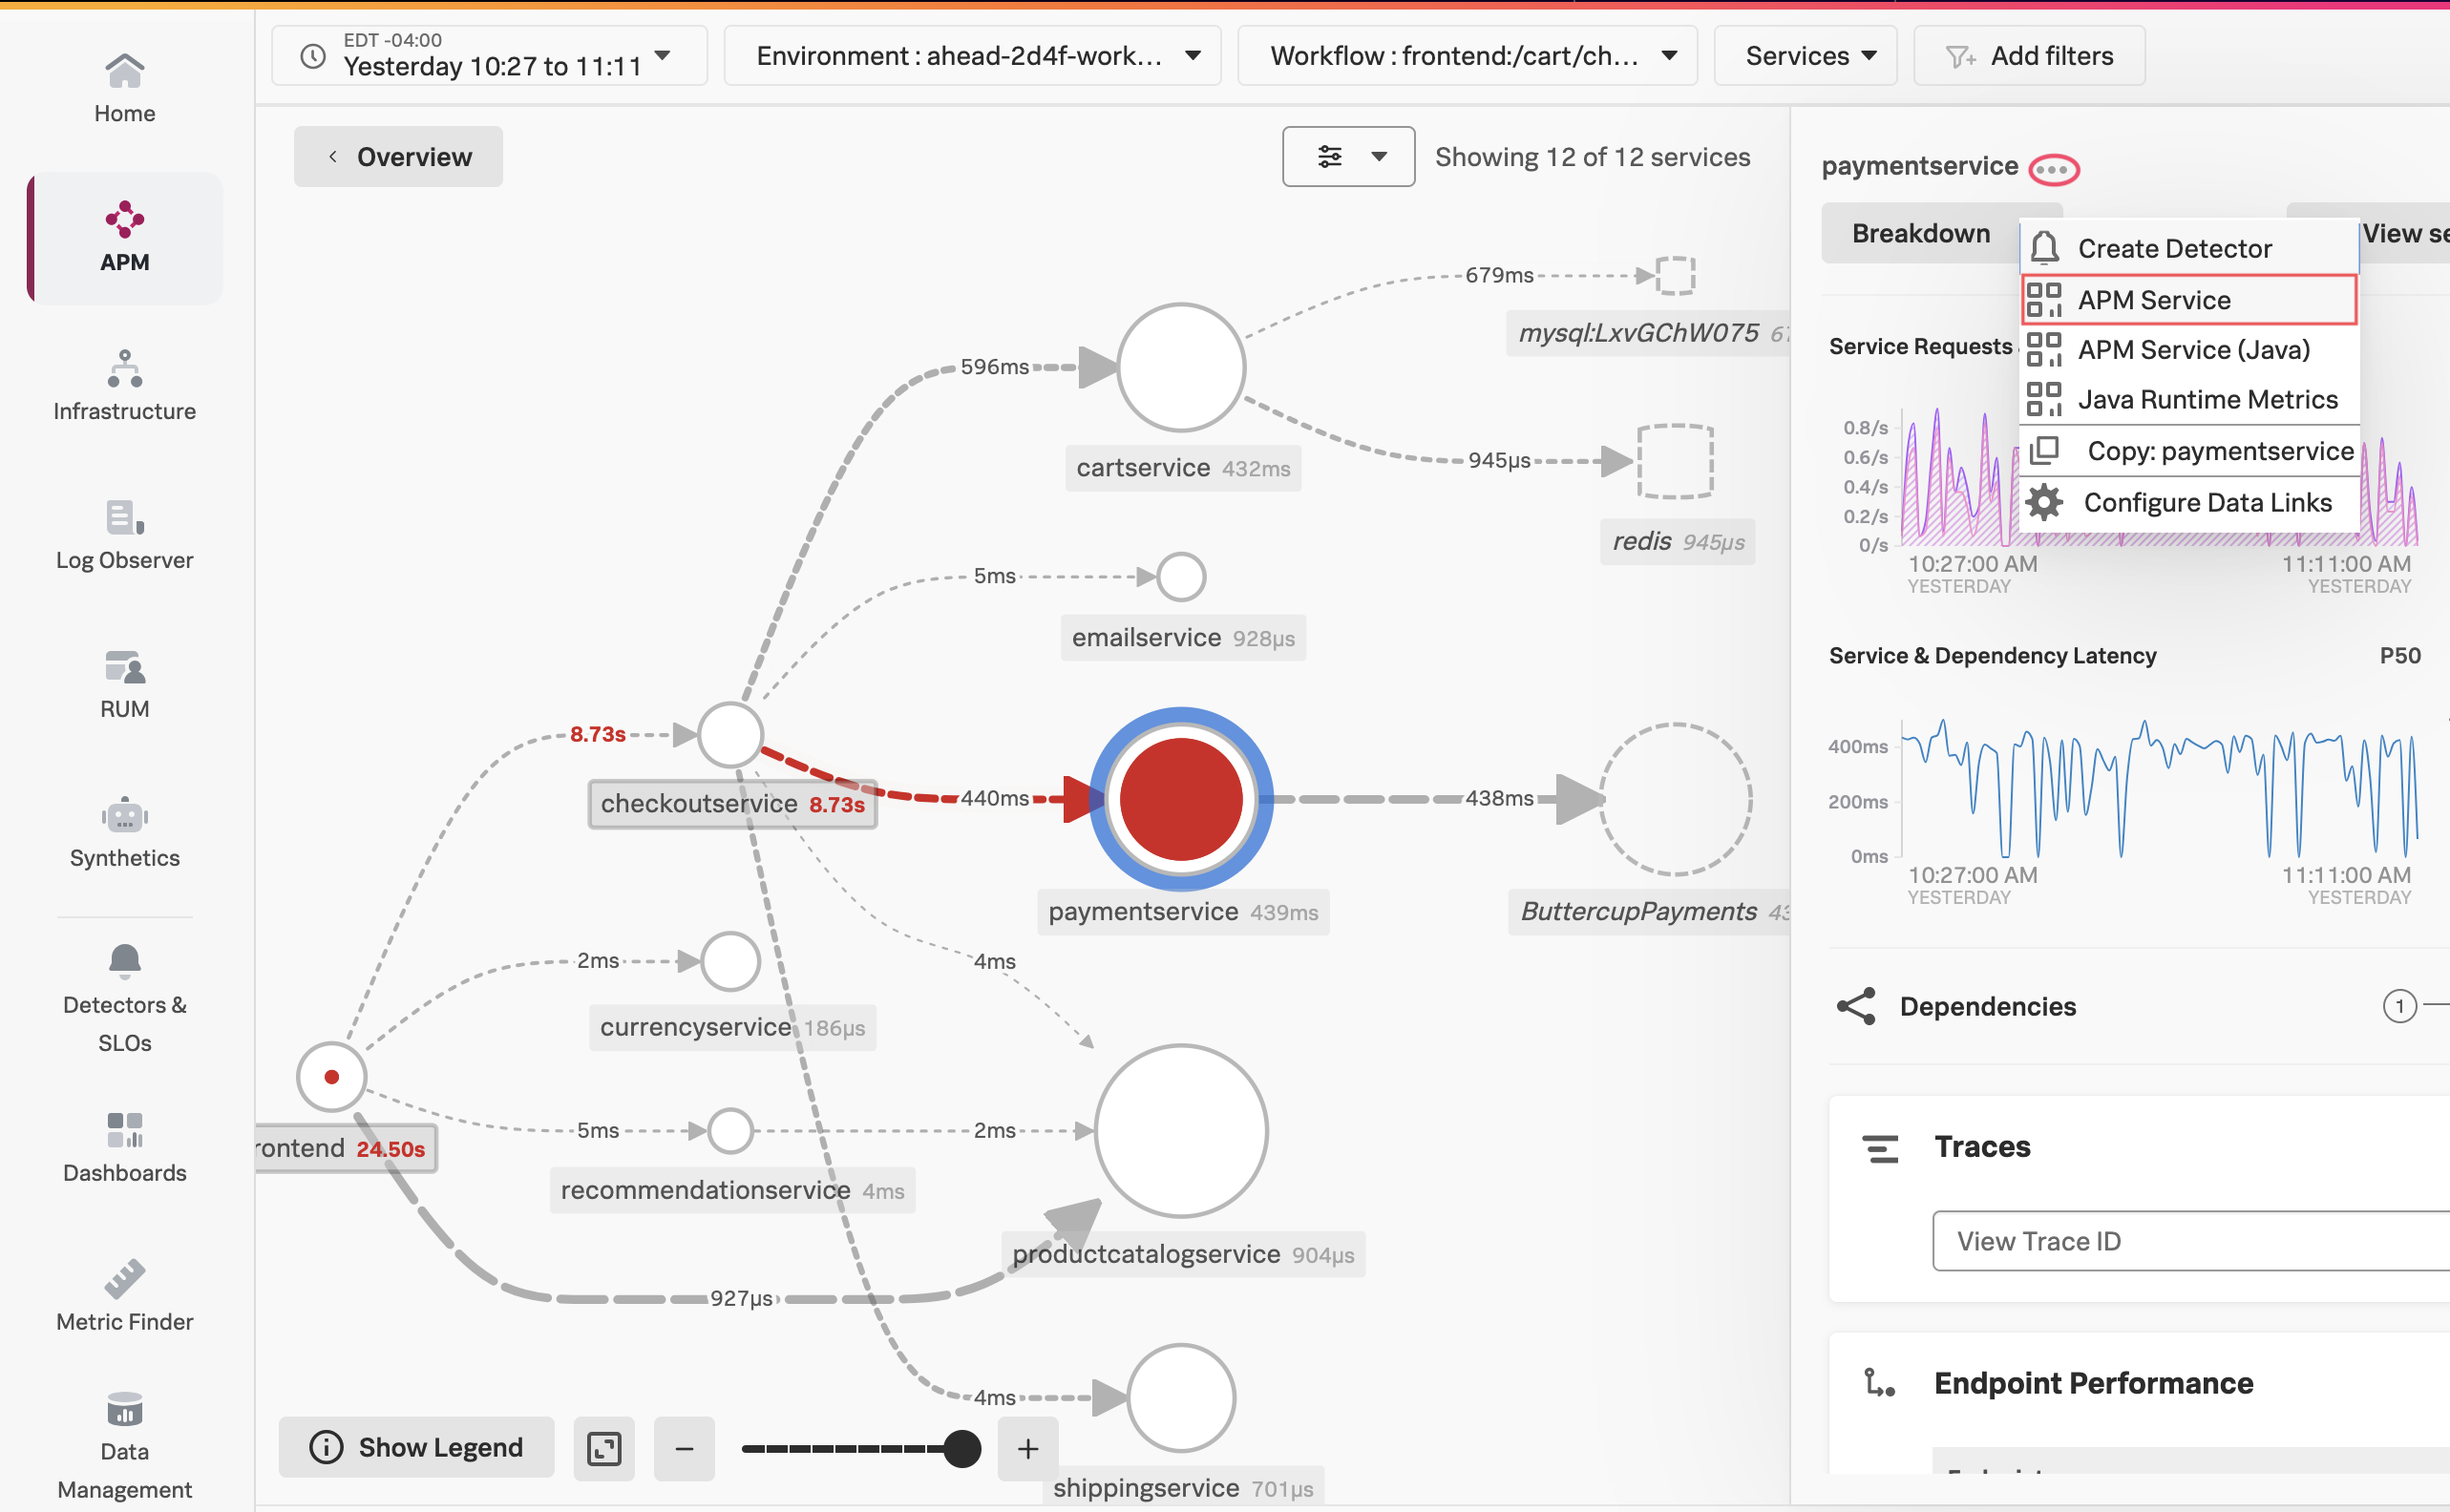 EDT -04:00
Yesterday 10:27 to 11:11
Environment : ahead-2d4f-work...
Workflow : frontend:/cart/ch...
Services
Add filters
Home
APM
Infrastructure
Log Observer
RUM
Synthetics
Detectors &
SLOs
Dashboards
Metric Finder
Data
Management
Overview
Showing 12 of 12 services
679ms
mysql:LxvGChW075
596ms
cartservice 432ms
945µs
redis 945µs
5ms
emailservice 928µs
8.73s
checkoutservice 8.73s
440ms
438ms
paymentservice 439ms
ButtercupPayments
2ms
4ms
currencyservice 186µs
rontend 24.50s
5ms
2ms
recommendationservice 4ms
productcatalogservice 904µs
927µs
4ms
shippingservice 701µs
Show Legend
paymentservice
Breakdown
View se
Create Detector
APM Service
APM Service (Java)
Java Runtime Metrics
Copy: paymentservice
Configure Data Links
Service Requests
0.8/s
0.6/s
0.4/s
0.2/s
0/s
10:27:00 AM 11:11:00 AM
YESTERDAY YESTERDAY
Service & Dependency Latency P50
400ms
200ms
0ms
10:27:00 AM 11:11:00 AM
YESTERDAY YESTERDAY
Dependencies 1
Traces
View Trace ID
Endpoint Performance